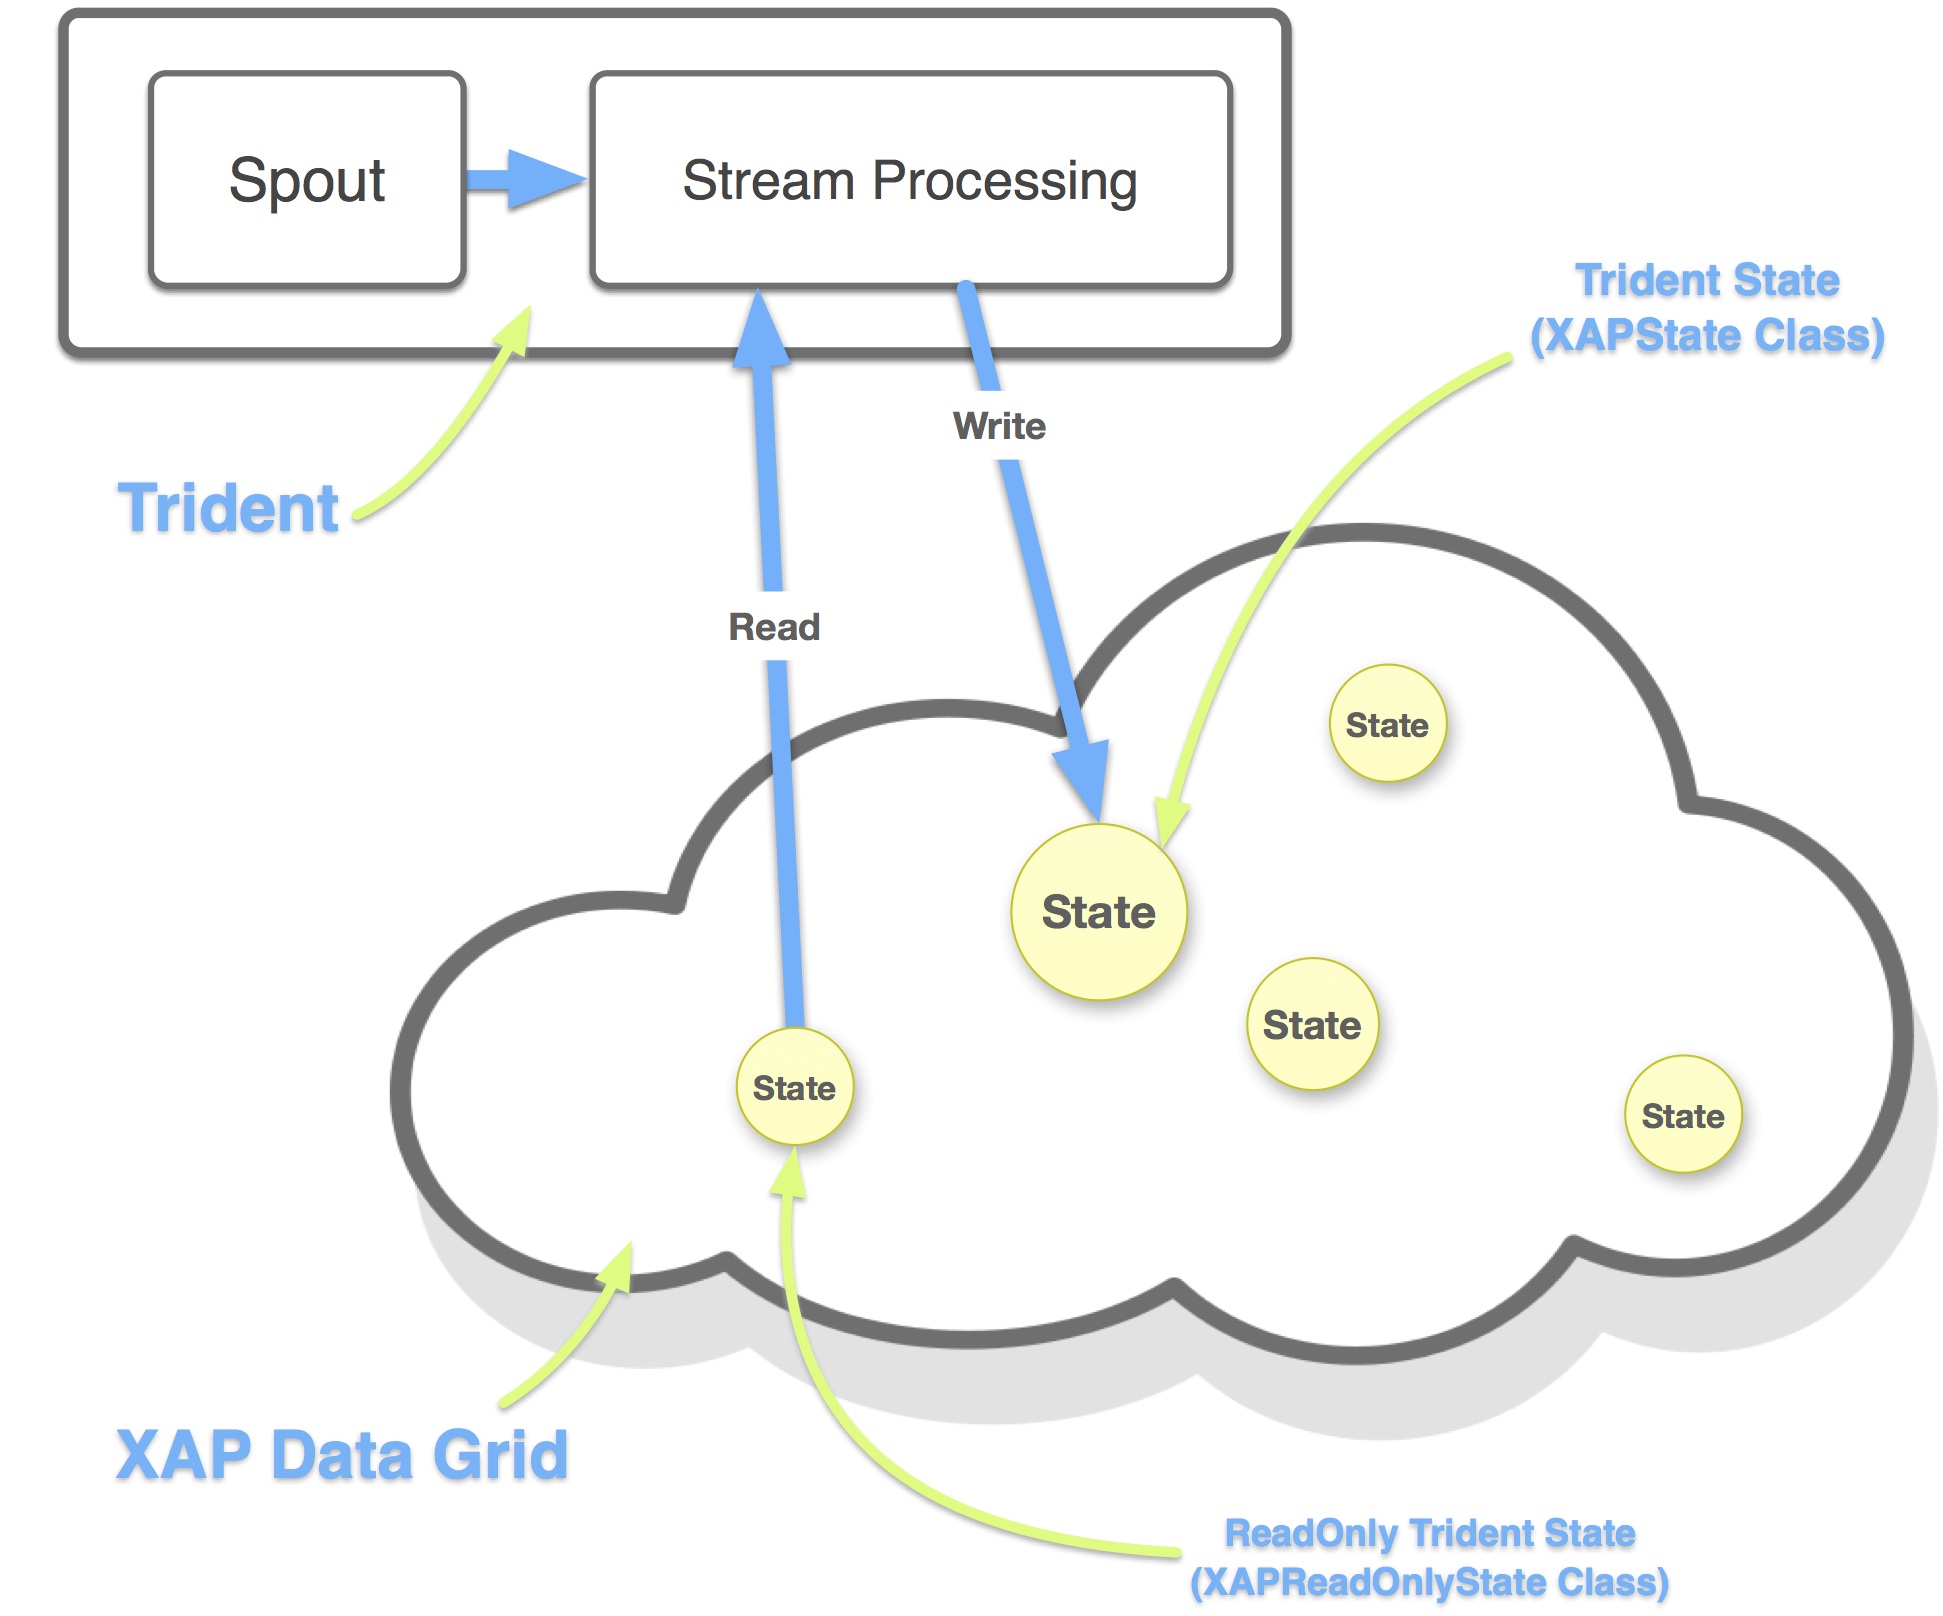 Spout
Stream Processing
Trident State
(XAPState Class)
Write
Trident
Read
State
State
State
State
State
XAP Data Grid
ReadOnly Trident State
(XAPReadOnlyState Class)